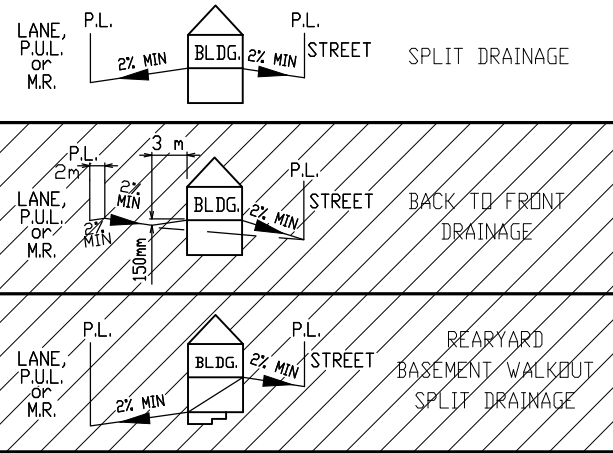 P.L.
P.L.
LANE,
P.U.L.
or
M.R.
2% MIN
BLDG.
2% MIN
STREET
SPLIT DRAINAGE
3 m
P.L.
2m
P.L.
2%
MIN
LANE,
P.U.L.
or
M.R.
2%
MIN
150mm
BLDG.
2% MIN
STREET
BACK TO FRONT
DRAINAGE
P.L.
P.L.
LANE,
P.U.L.
or
M.R.
2% MIN
BLDG.
2% MIN
STREET
REARYARD
BASEMENT WALKOUT
SPLIT DRAINAGE